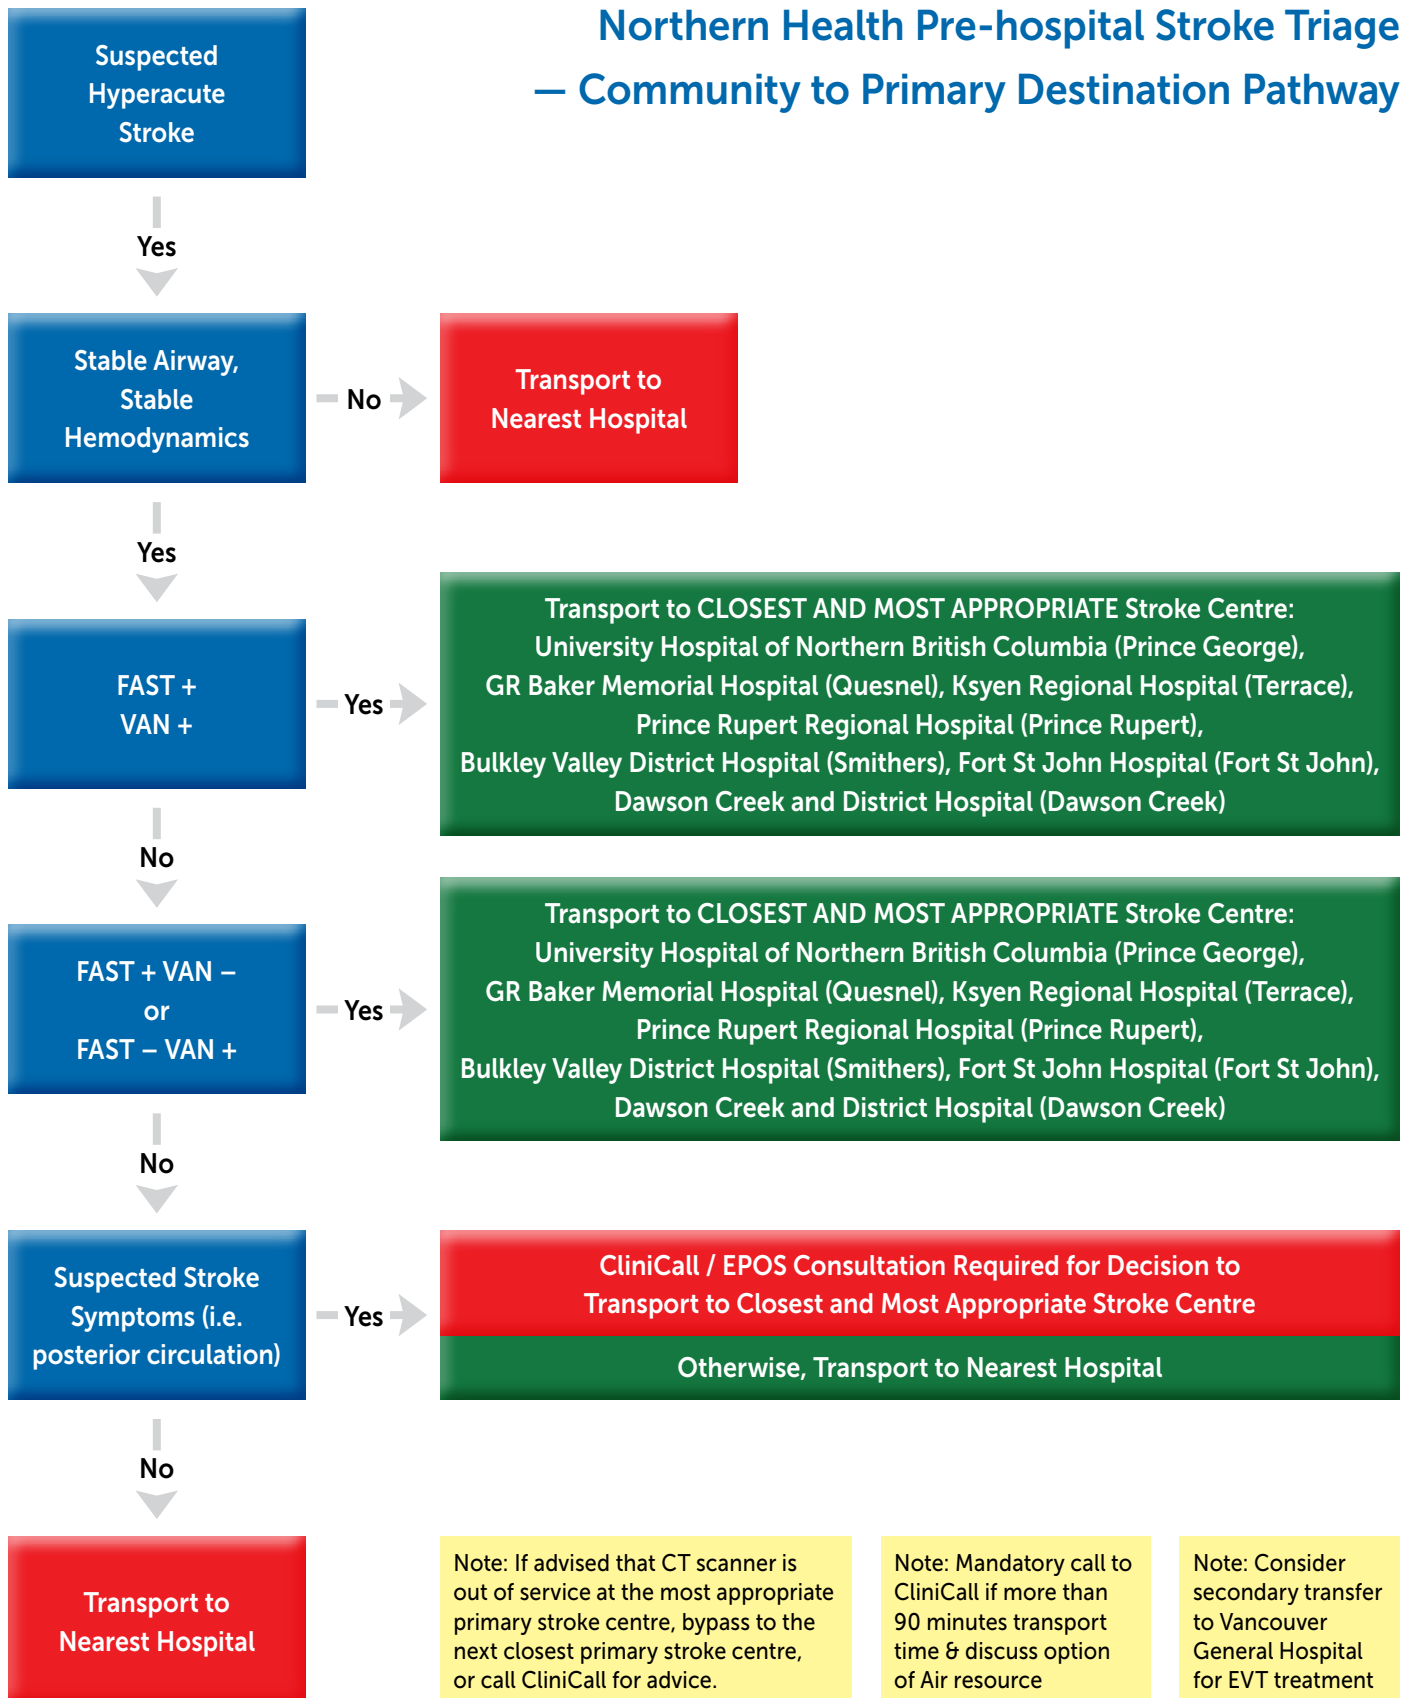 Northern Health Pre-hospital Stroke Triage
— Community to Primary Destination Pathway
Suspected
Hyperacute
Stroke
Yes
Stable Airway,
Stable
Hemodynamics
No
Transport to
Nearest Hospital
Yes
FAST +
VAN +
Yes
Transport to CLOSEST AND MOST APPROPRIATE Stroke Centre:
University Hospital of Northern British Columbia (Prince George),
GR Baker Memorial Hospital (Quesnel), Ksyen Regional Hospital (Terrace),
Prince Rupert Regional Hospital (Prince Rupert),
Bulkley Valley District Hospital (Smithers), Fort St John Hospital (Fort St John),
Dawson Creek and District Hospital (Dawson Creek)
No
FAST + VAN –
or
FAST – VAN +
Yes
Transport to CLOSEST AND MOST APPROPRIATE Stroke Centre:
University Hospital of Northern British Columbia (Prince George),
GR Baker Memorial Hospital (Quesnel), Ksyen Regional Hospital (Terrace),
Prince Rupert Regional Hospital (Prince Rupert),
Bulkley Valley District Hospital (Smithers), Fort St John Hospital (Fort St John),
Dawson Creek and District Hospital (Dawson Creek)
No
Suspected Stroke
Symptoms (i.e.
posterior circulation)
Yes
CliniCall / EPOS Consultation Required for Decision to
Transport to Closest and Most Appropriate Stroke Centre
Otherwise, Transport to Nearest Hospital
No
Transport to
Nearest Hospital
Note: If advised that CT scanner is
out of service at the most appropriate
primary stroke centre, bypass to the
next closest primary stroke centre,
or call CliniCall for advice.
Note: Mandatory call to
CliniCall if more than
90 minutes transport
time & discuss option
of Air resource
Note: Consider
secondary transfer
to Vancouver
General Hospital
for EVT treatment